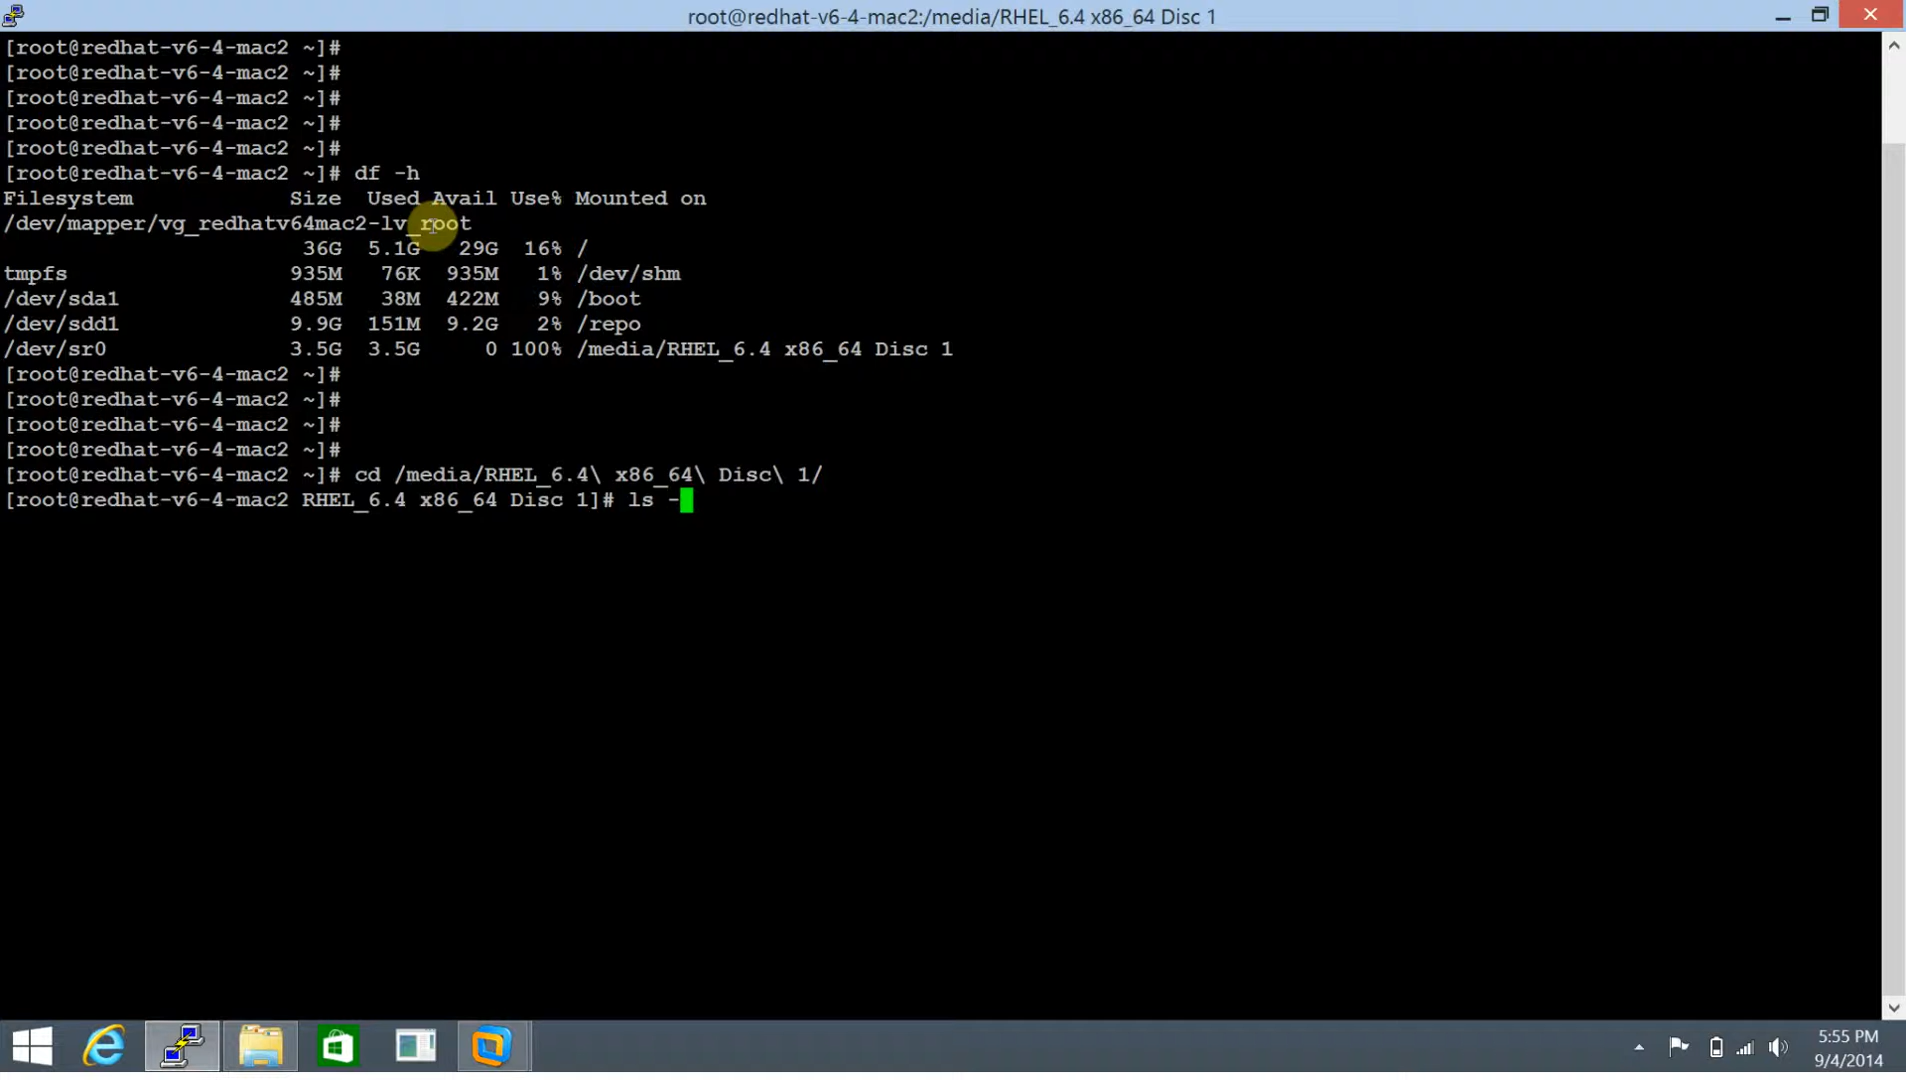 root@redhat-v6-4-mac2:/media/RHEL_6.4 x86_64 Disc 1
[root@redhat-v6-4-mac2 ~]#
[root@redhat-v6-4-mac2 ~]#
[root@redhat-v6-4-mac2 ~]#
[root@redhat-v6-4-mac2 ~]#
[root@redhat-v6-4-mac2 ~]#
[root@redhat-v6-4-mac2 ~]# df -h
Filesystem            Size  Used Avail Use% Mounted on
/dev/mapper/vg_redhatv64mac2-lv_root
                       36G  5.1G   29G  16% /
tmpfs                 935M   76K  935M   1% /dev/shm
/dev/sda1             485M   38M  422M   9% /boot
/dev/sdd1             9.9G  151M  9.2G   2% /repo
/dev/sr0              3.5G  3.5G     0 100% /media/RHEL_6.4 x86_64 Disc 1
[root@redhat-v6-4-mac2 ~]#
[root@redhat-v6-4-mac2 ~]#
[root@redhat-v6-4-mac2 ~]#
[root@redhat-v6-4-mac2 ~]#
[root@redhat-v6-4-mac2 ~]# cd /media/RHEL_6.4\ x86_64\ Disc\ 1/
[root@redhat-v6-4-mac2 RHEL_6.4 x86_64 Disc 1]# ls -
5:55 PM
9/4/2014